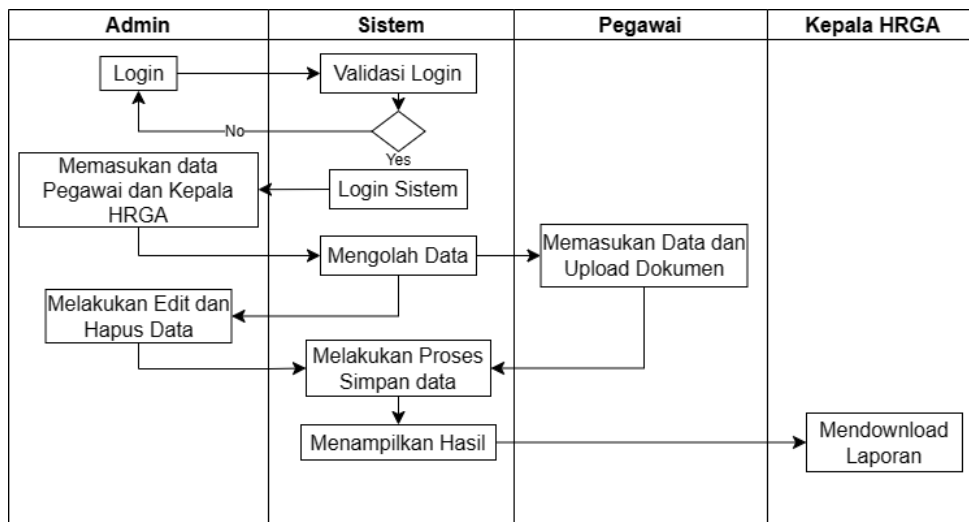 Admin
Sistem
Pegawai
Kepala HRGA
Login
Validasi Login
No
Yes
Memasukan data
Pegawai dan Kepala
HRGA
Login Sistem
Mengolah Data
Memasukan Data dan
Upload Dokumen
Melakukan Edit dan
Hapus Data
Melakukan Proses
Simpan data
Menampilkan Hasil
Mendownload
Laporan